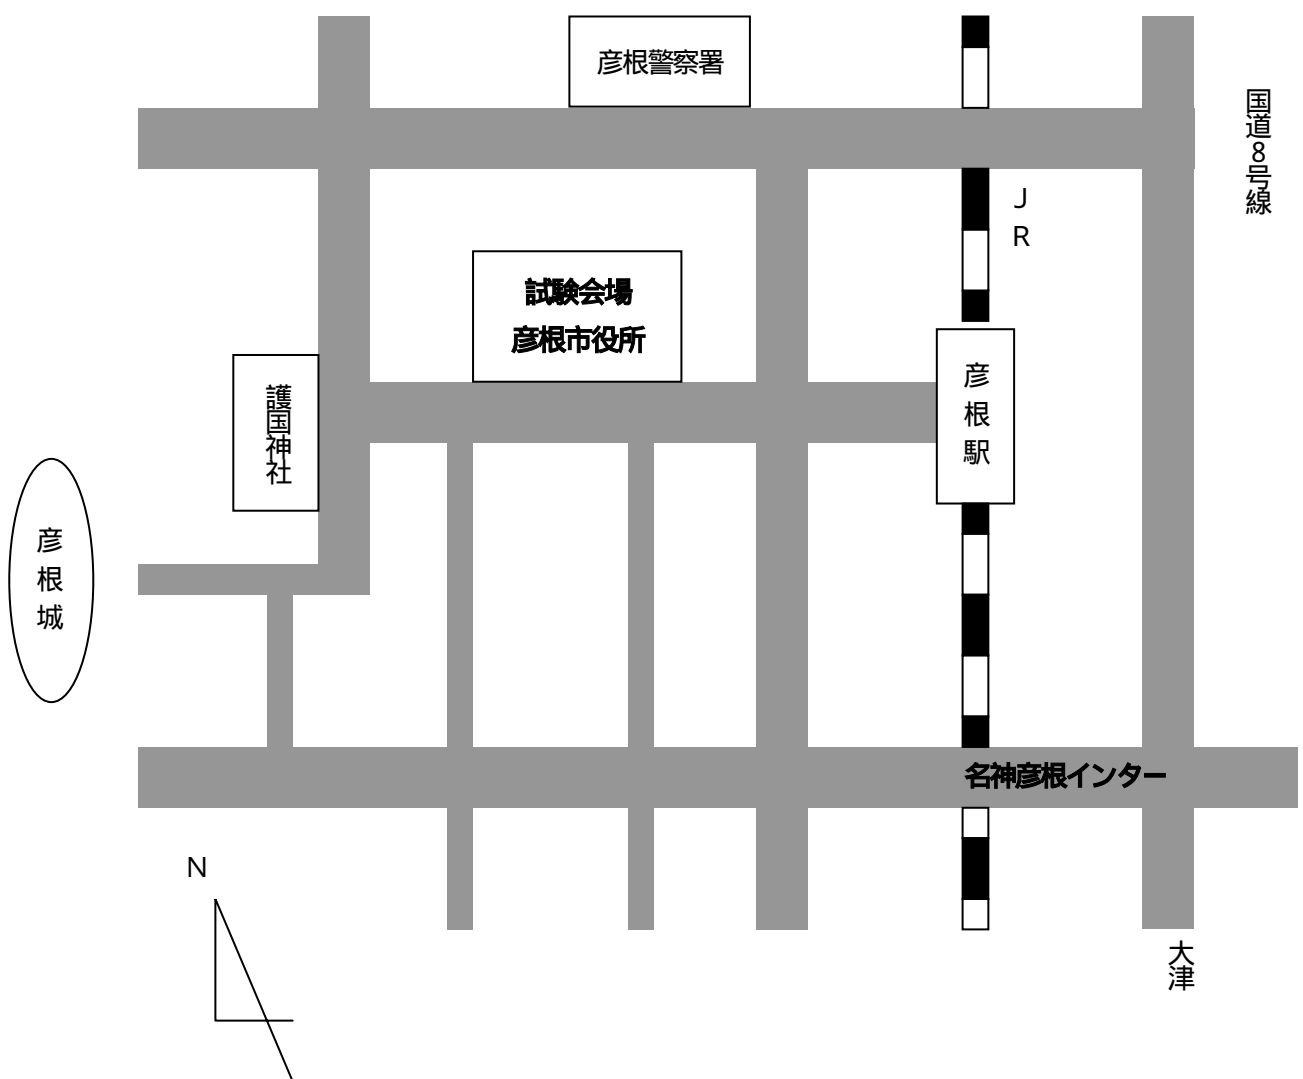 彦根警察署
国道8号線
JR
試験会場
彦根市役所
護国神社
彦根駅
彦根城
名神彦根インター
N
大津